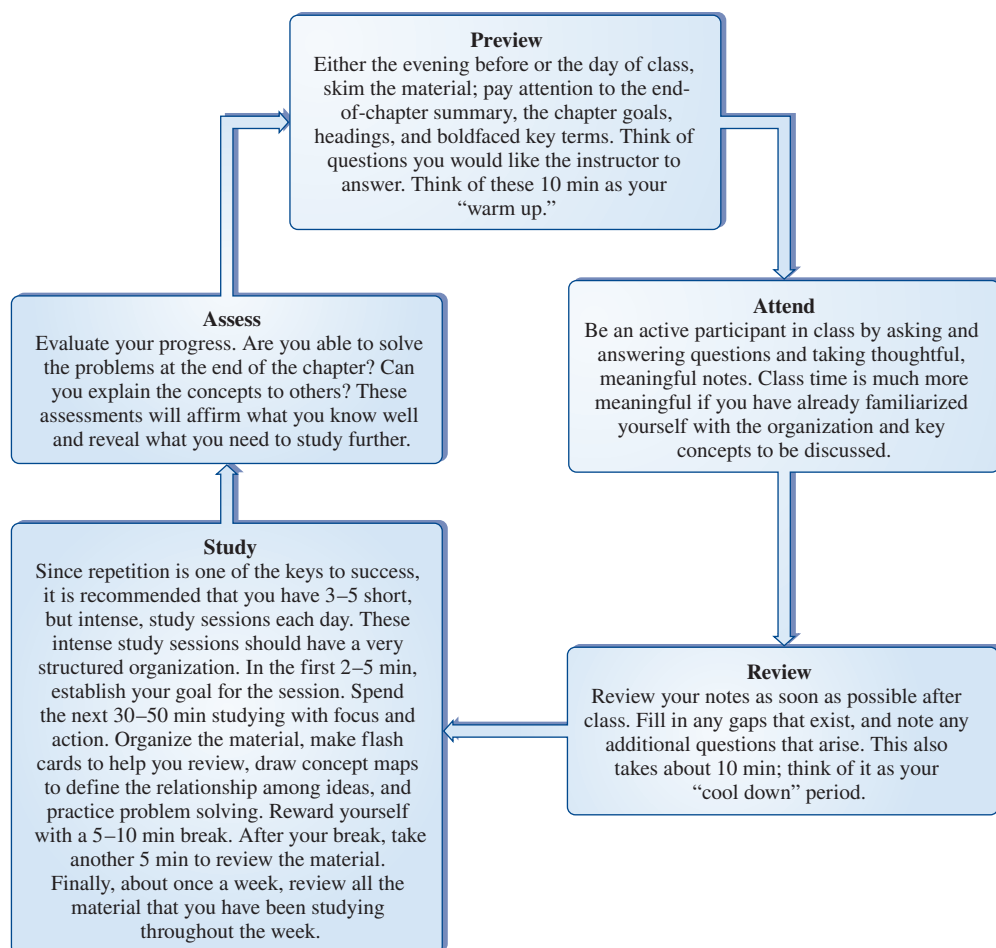 Preview
Either the evening before or the day of class,
skim the material; pay attention to the end-
of-chapter summary, the chapter goals,
headings, and boldfaced key terms. Think of
questions you would like the instructor to
answer. Think of these 10 min as your
“warm up.”
Attend
Be an active participant in class by asking and
answering questions and taking thoughtful,
meaningful notes. Class time is much more
meaningful if you have already familiarized
yourself with the organization and key
concepts to be discussed.
Review
Review your notes as soon as possible after
class. Fill in any gaps that exist, and note any
additional questions that arise. This also
takes about 10 min; think of it as your
“cool down” period.
Study
Since repetition is one of the keys to success,
it is recommended that you have 3–5 short,
but intense, study sessions each day. These
intense study sessions should have a very
structured organization. In the first 2–5 min,
establish your goal for the session. Spend
the next 30–50 min studying with focus and
action. Organize the material, make flash
cards to help you review, draw concept maps
to define the relationship among ideas, and
practice problem solving. Reward yourself
with a 5–10 min break. After your break, take
another 5 min to review the material.
Finally, about once a week, review all the
material that you have been studying
throughout the week.
Assess
Evaluate your progress. Are you able to solve
the problems at the end of the chapter? Can
you explain the concepts to others? These
assessments will affirm what you know well
and reveal what you need to study further.